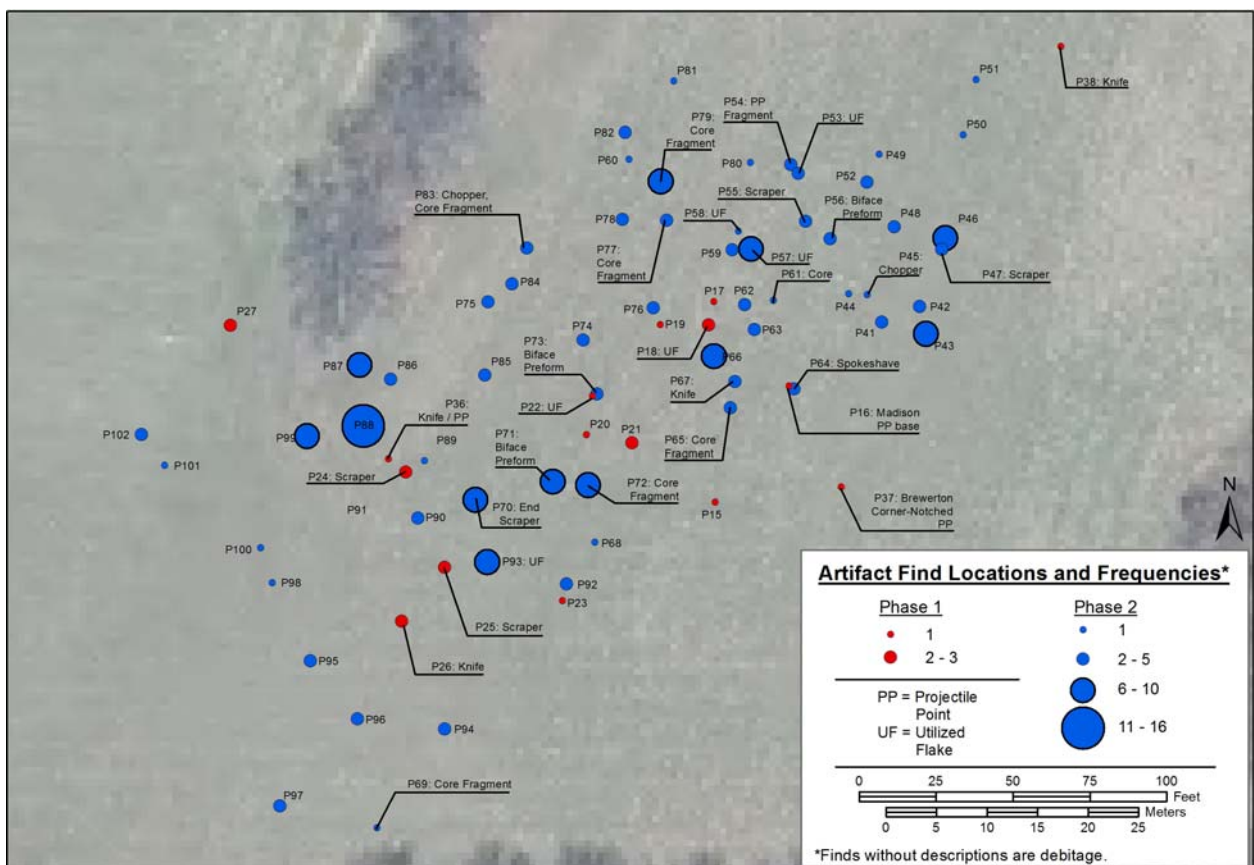 P81
P51
P38: Knife
P54: PP
Fragment
P53: UF
P79:
Core
Fragment
P82
P60
P80
P49
P50
P52
P83: Chopper,
Core Fragment
P55: Scraper
P56: Biface
Preform
P58: UF
P78
P48
P46
P59
P57: UF
P77:
Core
Fragment
P45:
Chopper
P47: Scraper
P84
P75
P76
P17
P62
P61: Core
P44
P42
P27
P19
P18: UF
P63
P41
P43
P74
P73:
Biface
Preform
P66
P87
P86
P85
P64: Spokeshave
P67:
Knife
P22: UF
P36:
Knife / PP
P16: Madison
PP base
P102
P99
P88
P89
P20
P21
P65: Core
Fragment
P101
P24: Scraper
P71:
Biface
Preform
P72: Core
Fragment
P91
P90
P70: End
Scraper
P15
P37: Brewerton
Corner-Notched
PP
N
P100
P68
P98
P93: UF
P92
P23
P25: Scraper
P26: Knife
P95
P96
P94
P69: Core Fragment
P97
Artifact Find Locations and Frequencies*
Phase 1
Phase 2
1
1
2 - 3
2 - 5
6 - 10
11 - 16
PP = Projectile
Point
UF = Utilized
Flake
0 25 50 75 100
Feet
Meters
0 5 10 15 20 25
*Finds without descriptions are debitage.